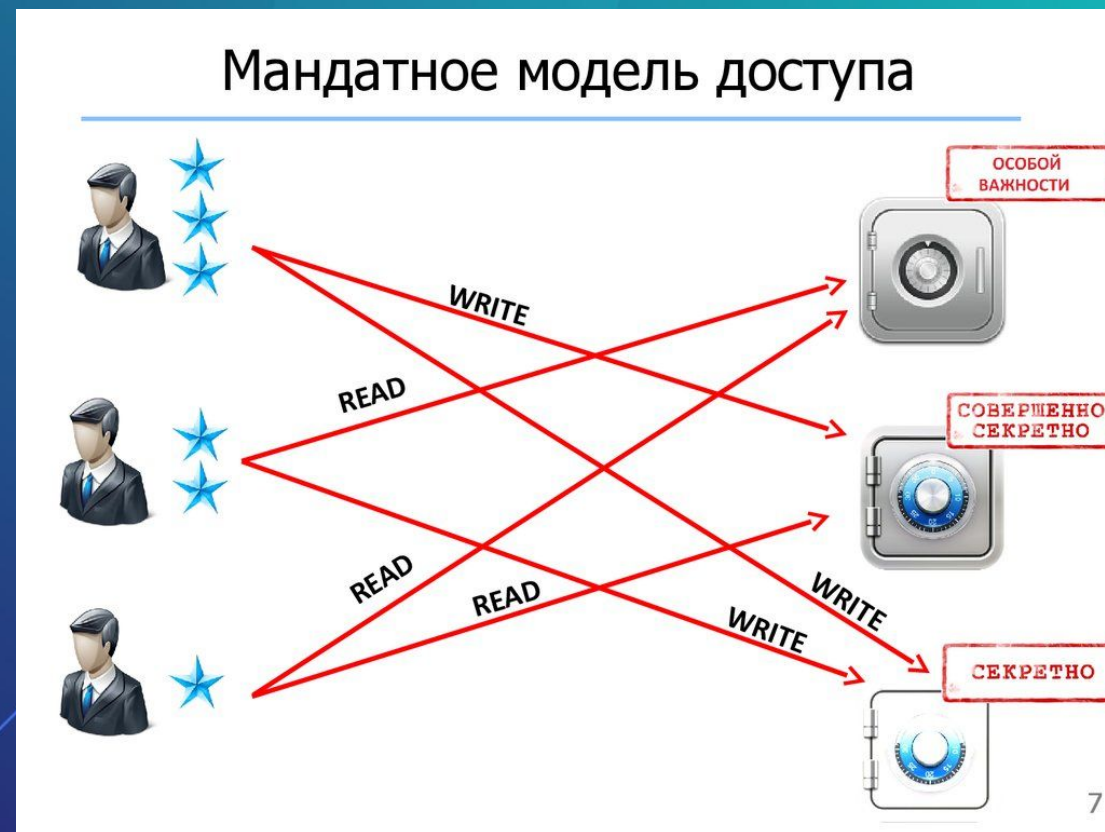 Мандатное модель доступа
ОСОБОЙ
ВАЖНОСТИ
WRITE
READ
СОВЕРШЕННО
СЕКРЕТНО
READ
READ
WRITE
WRITE
СЕКРЕТНО
7